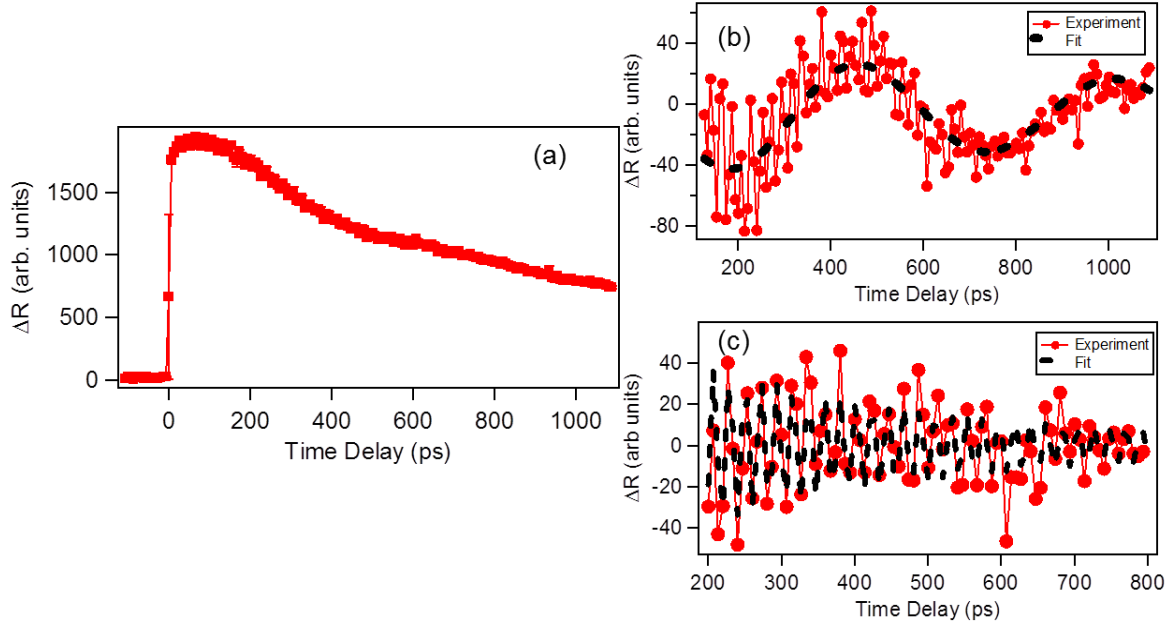 (a)
ΔR (arb. units)
1500
1000
500
0
0
200
400
600
800
1000
Time Delay (ps)
(b)
Experiment
Fit
ΔR (arb. units)
40
0
-40
-80
200
400
600
800
1000
Time Delay (ps)
(c)
Experiment
Fit
ΔR (arb units)
40
20
0
-20
-40
200
300
400
500
600
700
800
Time Delay (ps)